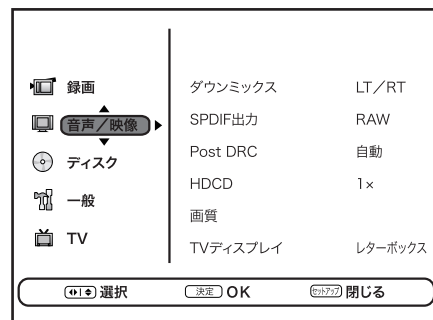 録画
音声／映像
ディスク
一般
TV
ダウンミックス LT／RT
SPDIF出力 RAW
Post DRC 自動
HDCD 1×
画質
TVディスプレイ レターボックス
選択 決定 OK セットアップ 閉じる